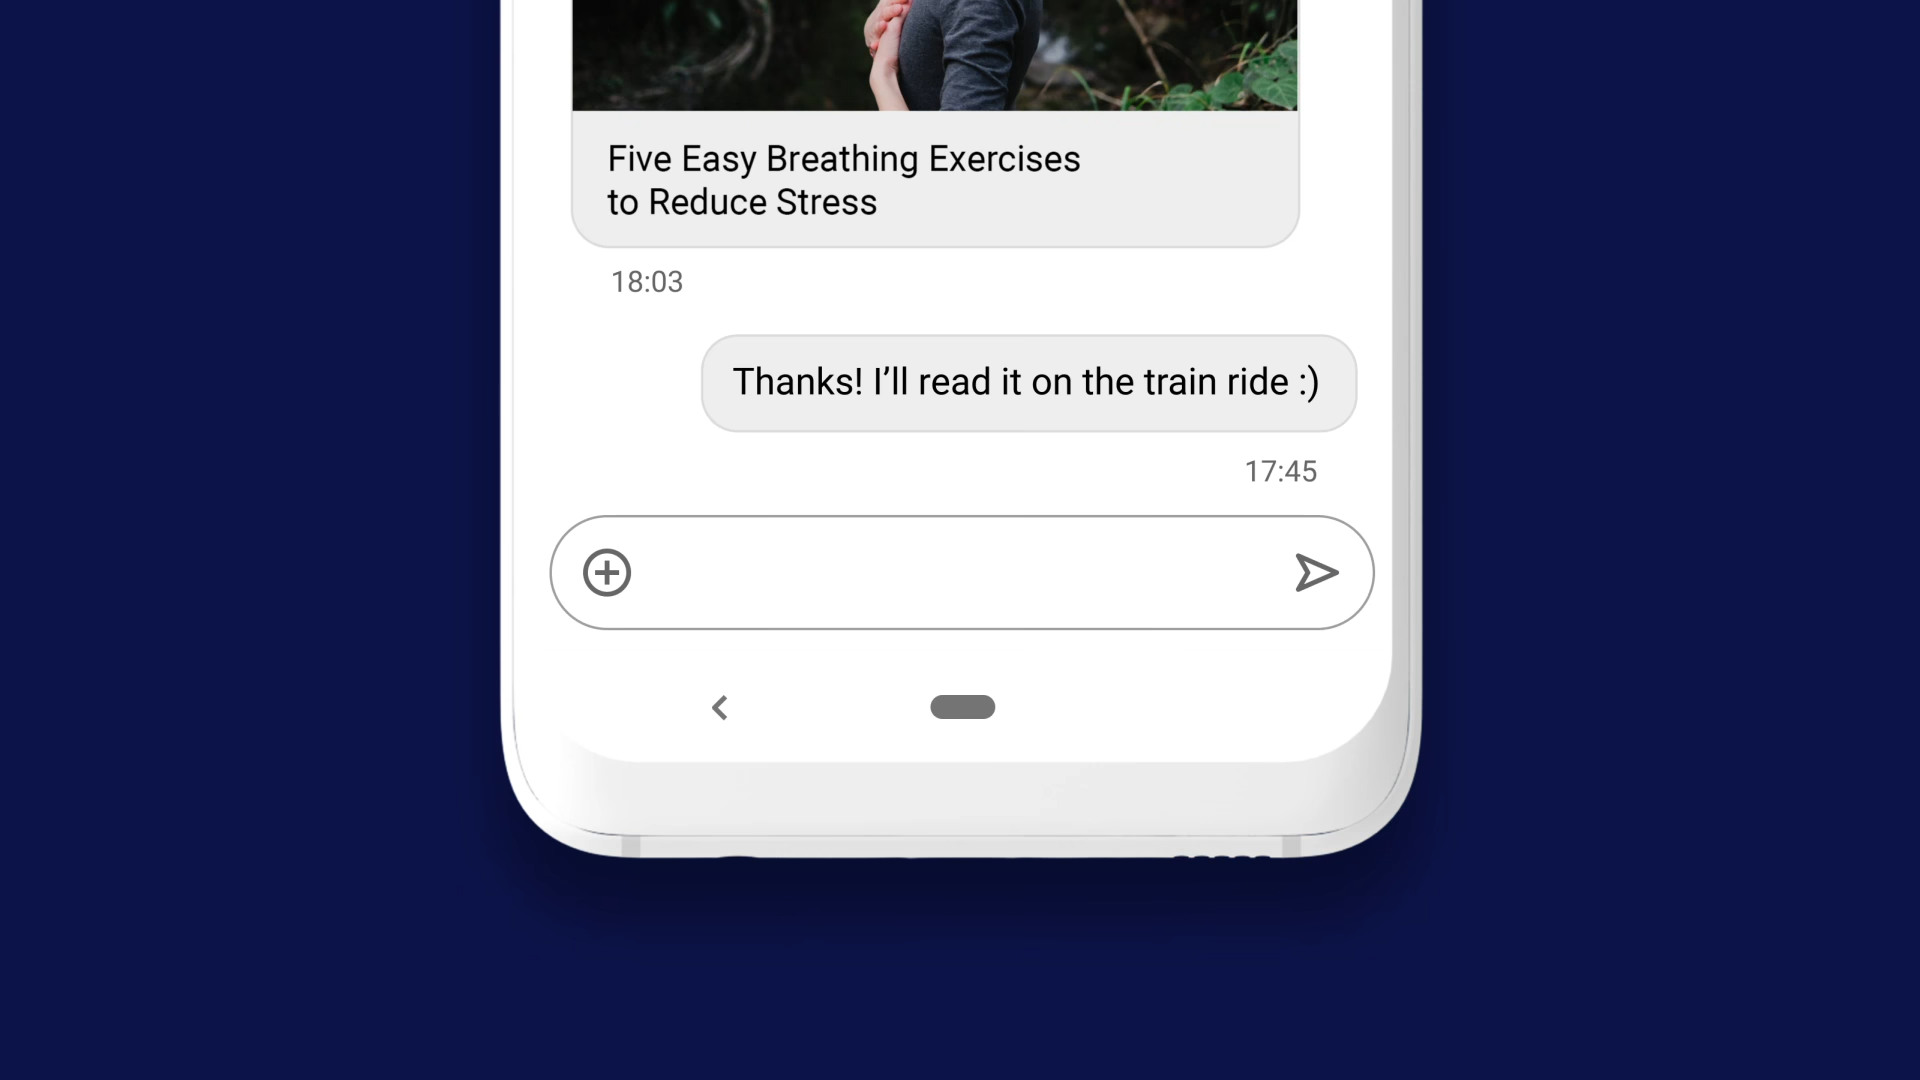 Five Easy Breathing Exercises
to Reduce Stress
18:03
Thanks! I’ll read it on the train ride :)
17:45